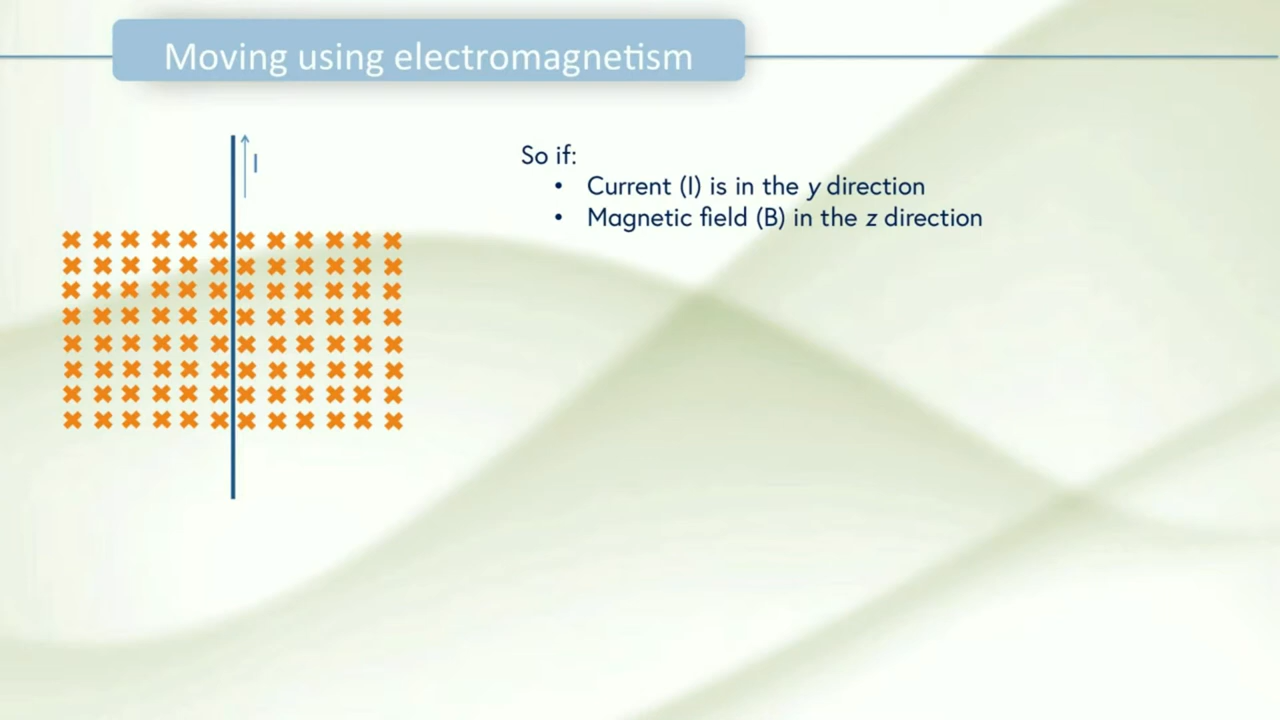 Moving using electromagnetism
I
So if:
• Current (I) is in the y direction
• Magnetic field (B) in the z direction